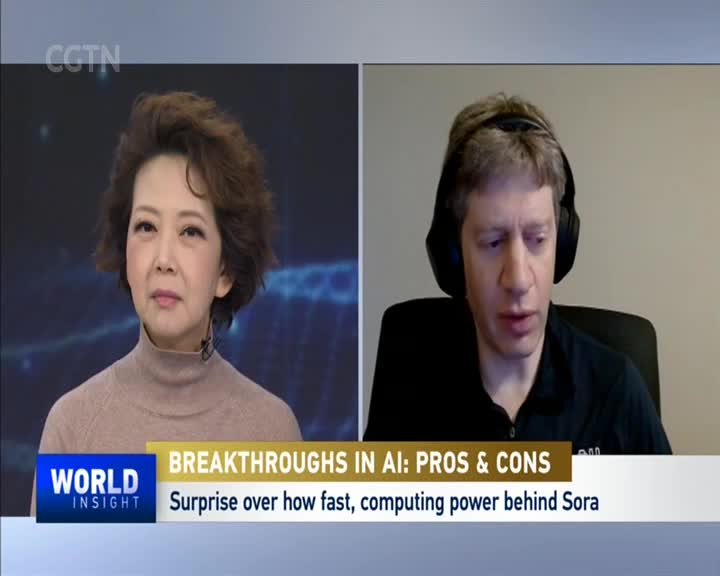 CGTN
BREAKTHROUGHS IN AI: PROS & CONS
WORLD
INSIGHT
Surprise over how fast, computing power behind Sora